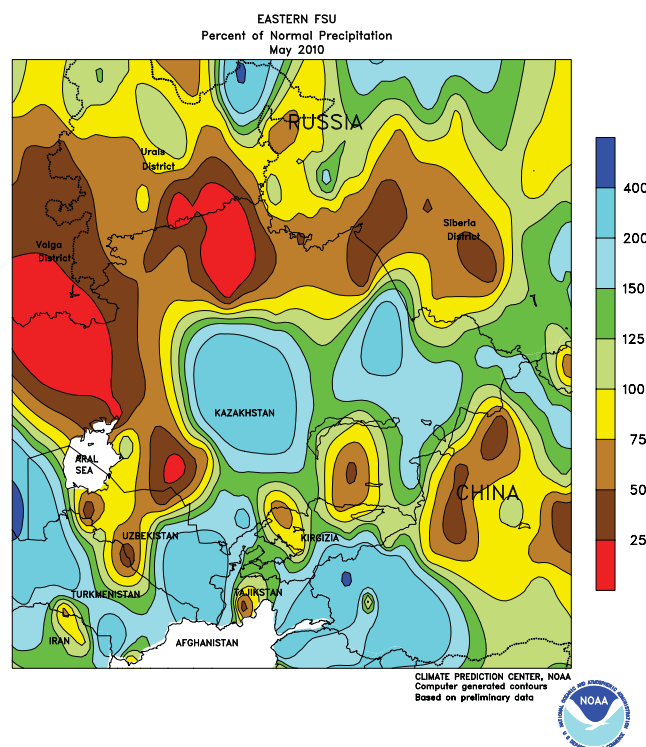 EASTERN FSU
Percent of Normal Precipitation
May 2010
RUSSIA
Urals
District
Volga
District
Siberia
District
KAZAKHSTAN
ARAL
SEA
CHINA
UZBEKISTAN
KIRGIZIA
TURKMENISTAN
TAJIKSTAN
IRAN
AFGHANISTAN
400
200
150
125
100
75
50
25
CLIMATE PREDICTION CENTER, NOAA
Computer generated contours
Based on preliminary data
NOAA